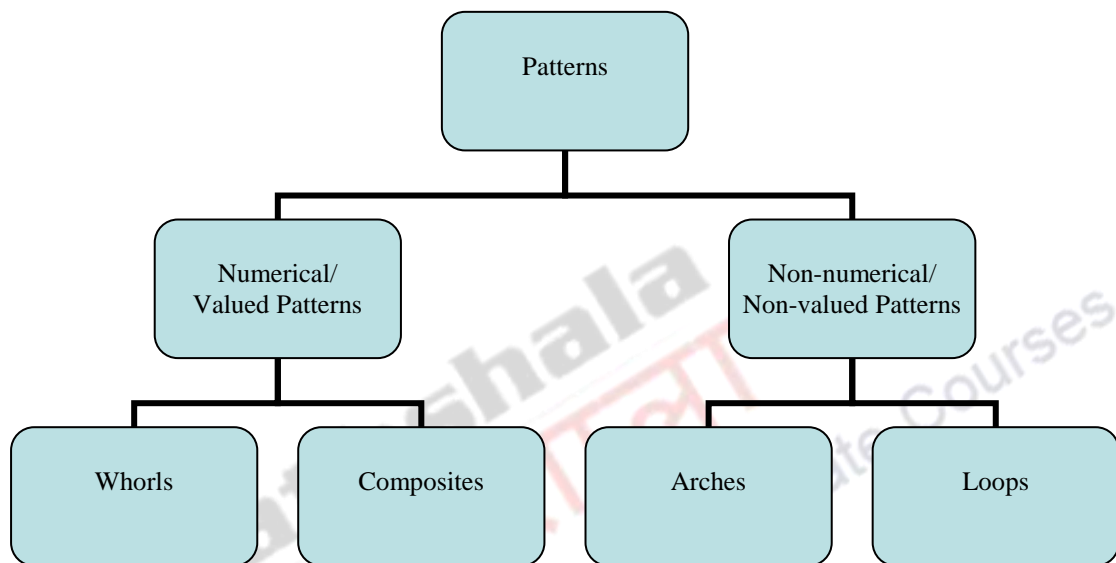 Patterns
Numerical/
Valued Patterns
Non-numerical/
Non-valued Patterns
Whorls
Composites
Arches
Loops